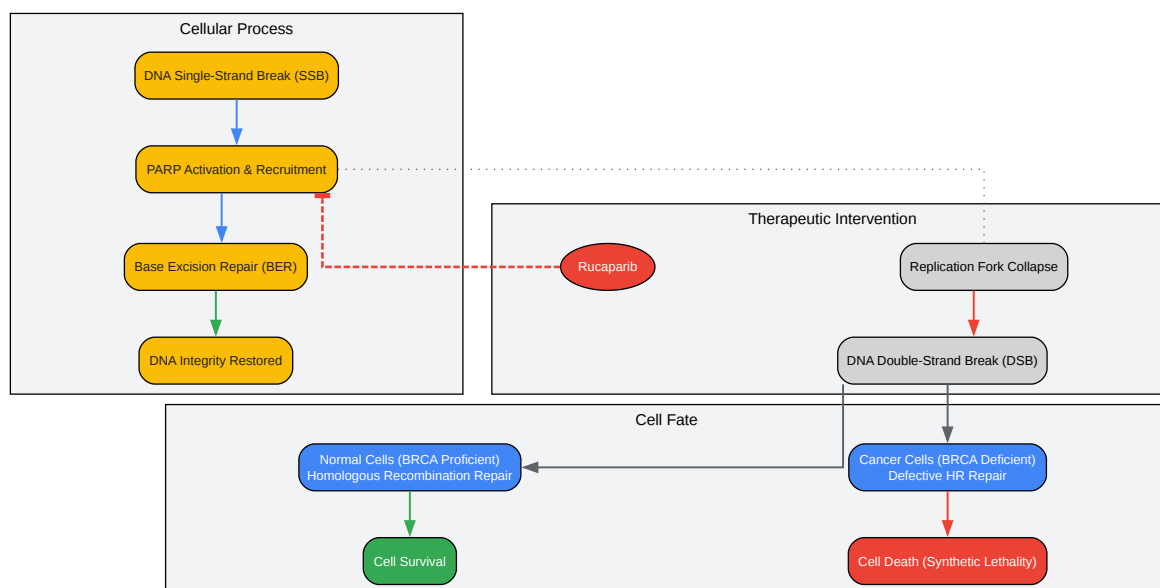 Cellular Process
DNA Single-Strand Break (SSB)
PARP Activation & Recruitment
Base Excision Repair (BER)
DNA Integrity Restored
Therapeutic Intervention
Rucaparib
Replication Fork Collapse
DNA Double-Strand Break (DSB)
Cell Fate
Normal Cells (BRCA Proficient)
Homologous Recombination Repair
Cancer Cells (BRCA Deficient)
Defective HR Repair
Cell Survival
Cell Death (Synthetic Lethality)